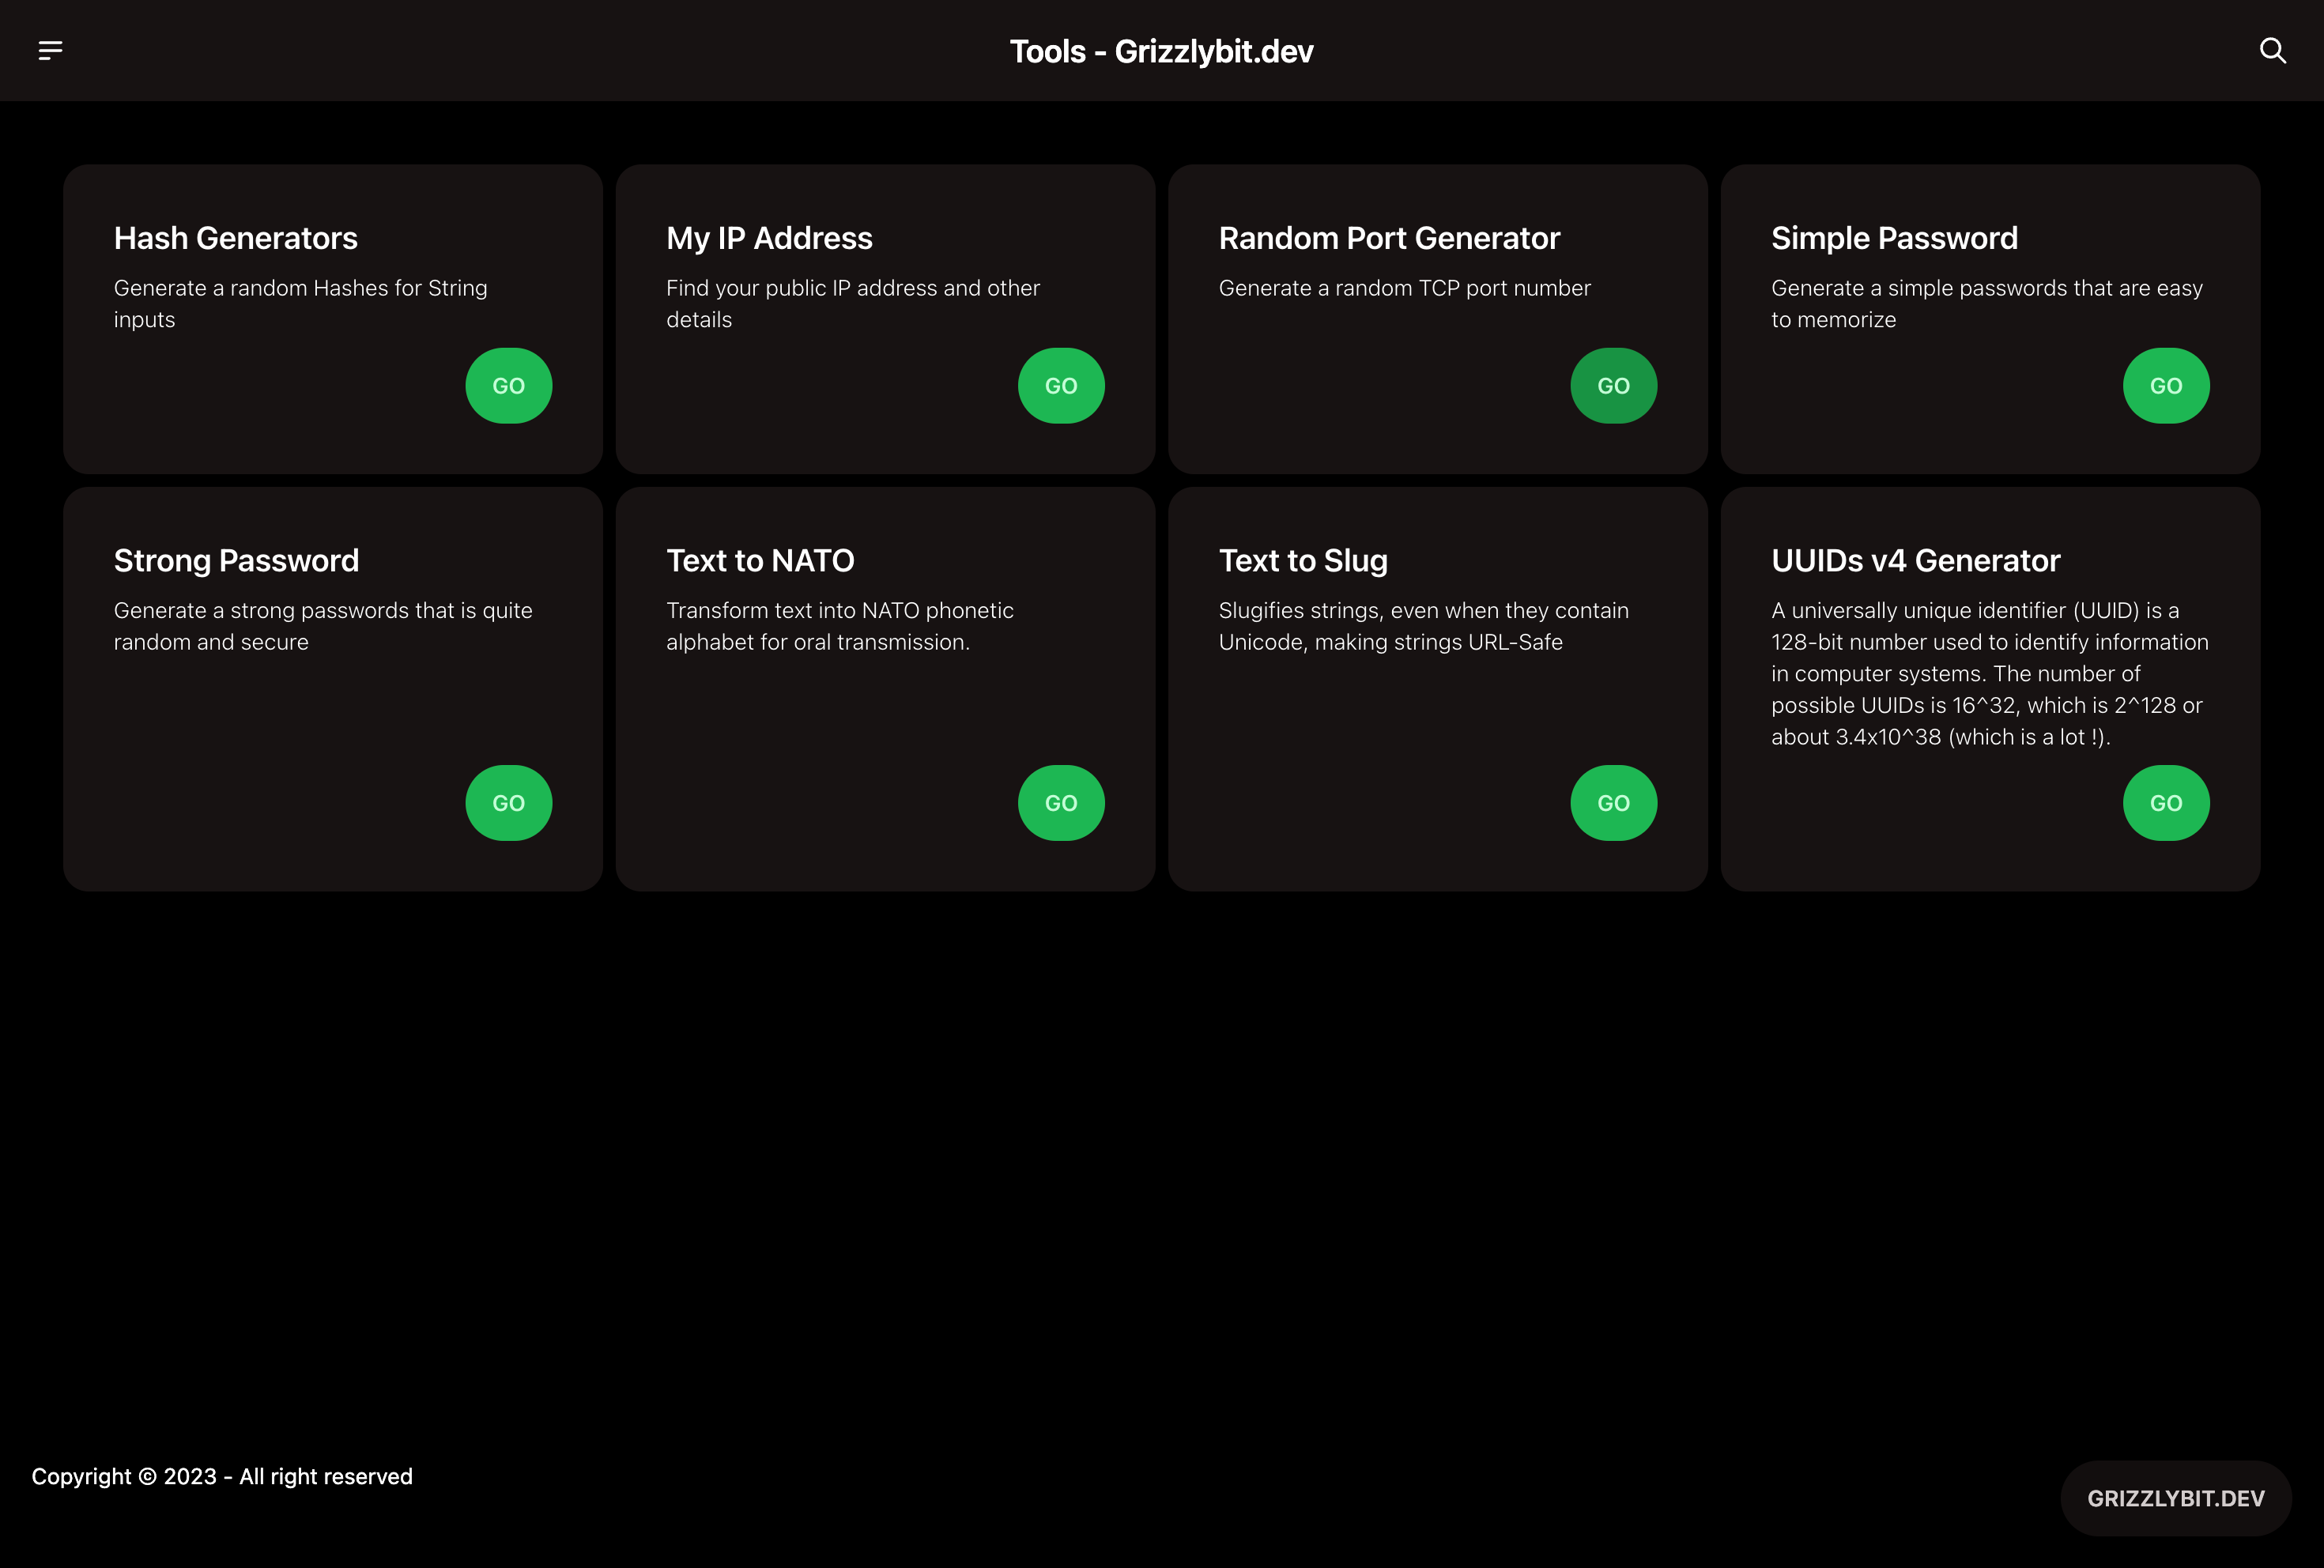 Tools - Grizzlybit.dev
Hash Generators
Generate a random Hashes for String
inputs
GO
My IP Address
Find your public IP address and other
details
GO
Random Port Generator
Generate a random TCP port number
GO
Simple Password
Generate a simple passwords that are easy
to memorize
GO
Strong Password
Generate a strong passwords that is quite
random and secure
GO
Text to NATO
Transform text into NATO phonetic
alphabet for oral transmission.
GO
Text to Slug
Slugifies strings, even when they contain
Unicode, making strings URL-Safe
GO
UUIDs v4 Generator
A universally unique identifier (UUID) is a
128-bit number used to identify information
in computer systems. The number of
possible UUIDs is 16^32, which is 2^128 or
about 3.4x10^38 (which is a lot !).
GO
Copyright © 2023 - All right reserved
GRIZZLYBIT.DEV